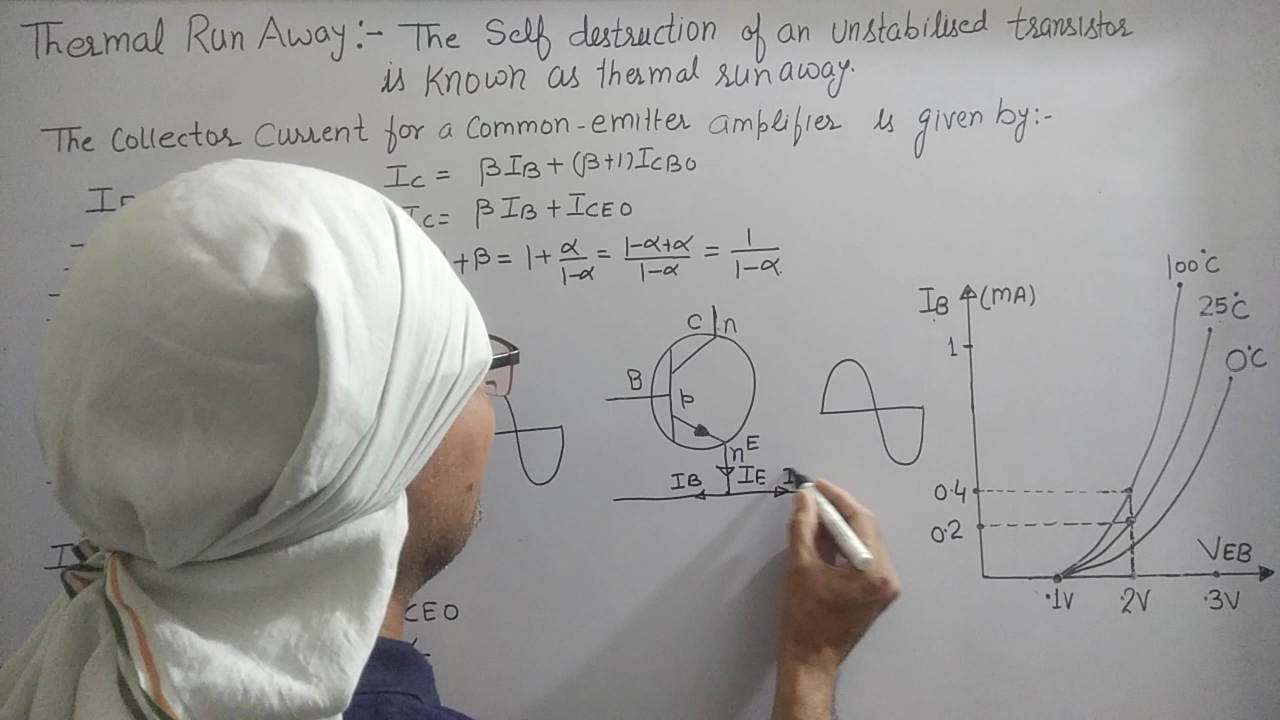 Thermal Run Away:- The Self destruction of an unstabilised transistor
is known as thermal run away.
The Collector Current for a Common-emitter amplifier is given by:-
IC = βIB + (β+1)ICBO
IC = βIB + ICEO
+β = 1+ α/1-α = 1-α+α/1-α = 1/1-α.
C n
B
p
n E
IB IE
IB (mA)
1
0.4
0.2
100°C
25°C
0°C
VEB
.1V .2V .3V
CEO